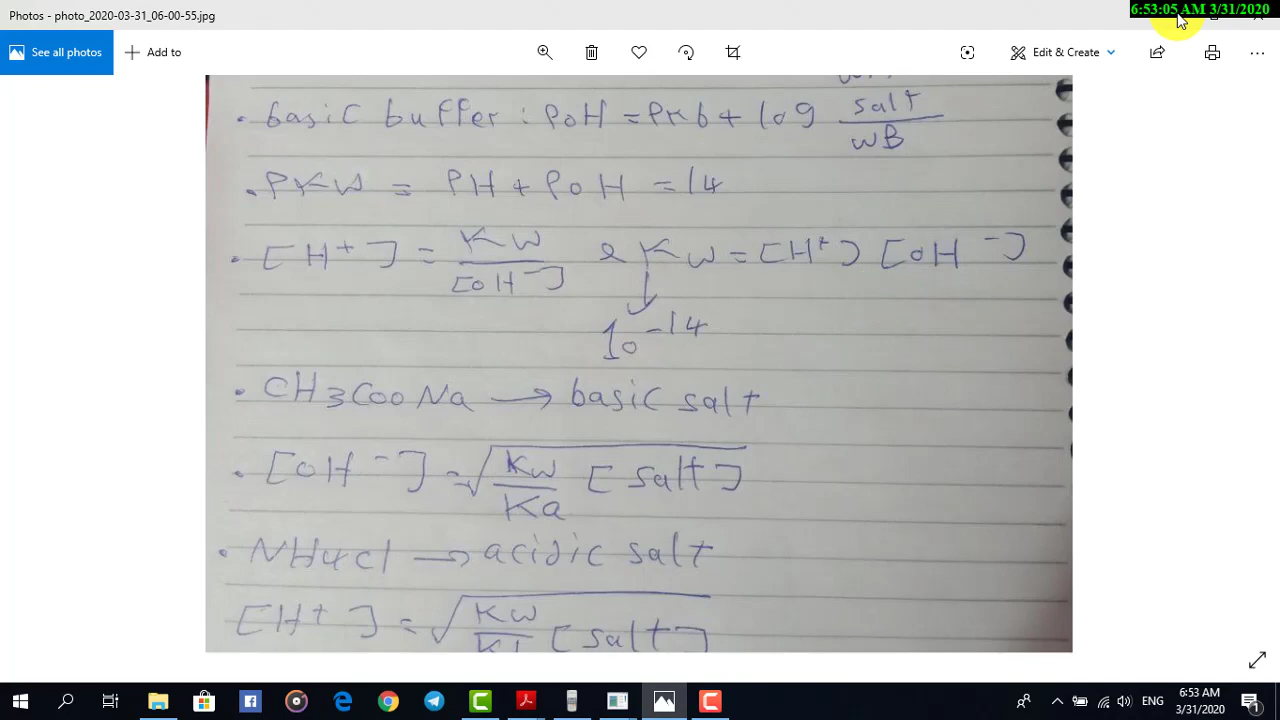 Photos - photo_2020-03-31_06-00-55.jpg
6:53:05 AM 3/31/2020
See all photos
Add to
Edit & Create
. basic buffer : POH = PKb + log salt / WB
. PKW = PH + POH = 14
. [H+] = KW / [OH-] & KW = [H+] [OH-]
10^-14
. CH3COONa → basic salt
. [OH-] = √ KW / Ka [salt]
. NH4Cl → acidic salt
[H+] = √ KW / [salt]
ENG
6:53 AM
3/31/2020
1